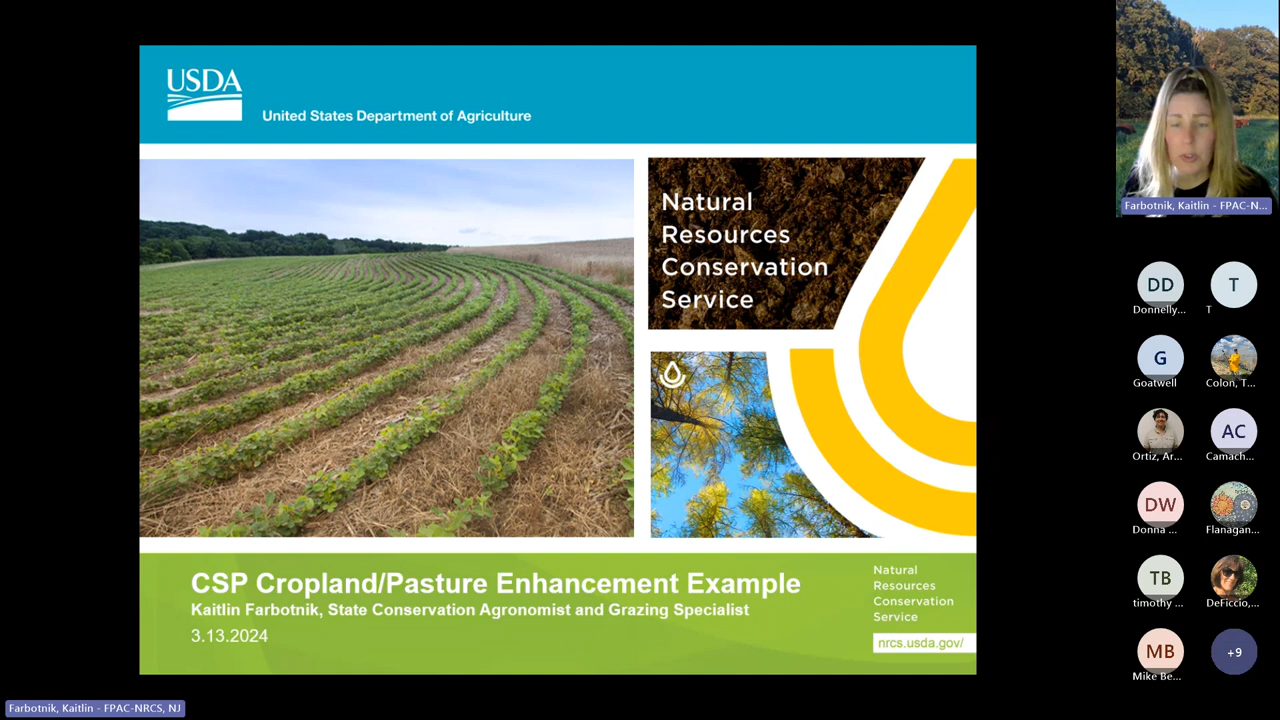 USDA
United States Department of Agriculture
Natural
Resources
Conservation
Service
CSP Cropland/Pasture Enhancement Example
Kaitlin Farbotnik, State Conservation Agronomist and Grazing Specialist
3.13.2024
Natural
Resources
Conservation
Service
nrcs.usda.gov/
Farbotnik, Kaitlin - FPAC-N...
DD
Donnelly...
T
T
G
Goatwell
Colon, T...
Ortiz, Ar...
AC
Camach...
DW
Donna ...
Flanagan...
TB
timothy ...
DeFiccio,...
MB
Mike Be...
+9
Farbotnik, Kaitlin - FPAC-NRCS, NJ